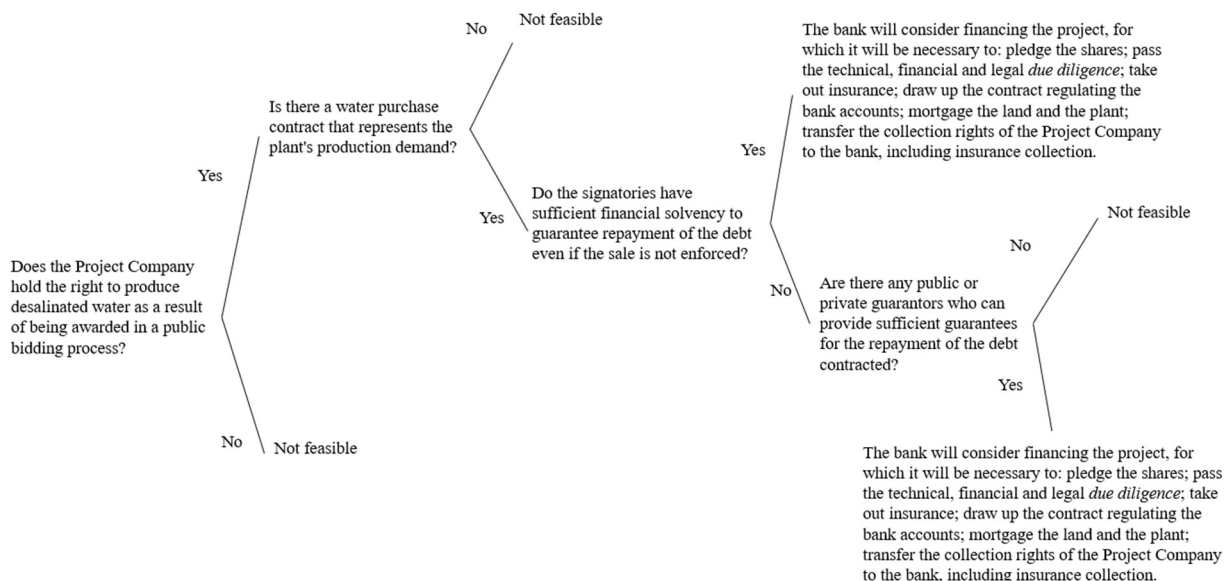 Does the Project Company
hold the right to produce
desalinated water as a result
of being awarded in a public
bidding process?
Yes
No
Not feasible
Is there a water purchase
contract that represents the
plant's production demand?
No
Not feasible
Yes
Do the signatories have
sufficient financial solvency to
guarantee repayment of the debt
even if the sale is not enforced?
Yes
The bank will consider financing the project, for
which it will be necessary to: pledge the shares; pass
the technical, financial and legal due diligence; take
out insurance; draw up the contract regulating the
bank accounts; mortgage the land and the plant;
transfer the collection rights of the Project Company
to the bank, including insurance collection.
No
Are there any public or
private guarantors who can
provide sufficient guarantees
for the repayment of the debt
contracted?
No
Not feasible
Yes
The bank will consider financing the project, for
which it will be necessary to: pledge the shares; pass
the technical, financial and legal due diligence; take
out insurance; draw up the contract regulating the
bank accounts; mortgage the land and the plant;
transfer the collection rights of the Project Company
to the bank, including insurance collection.